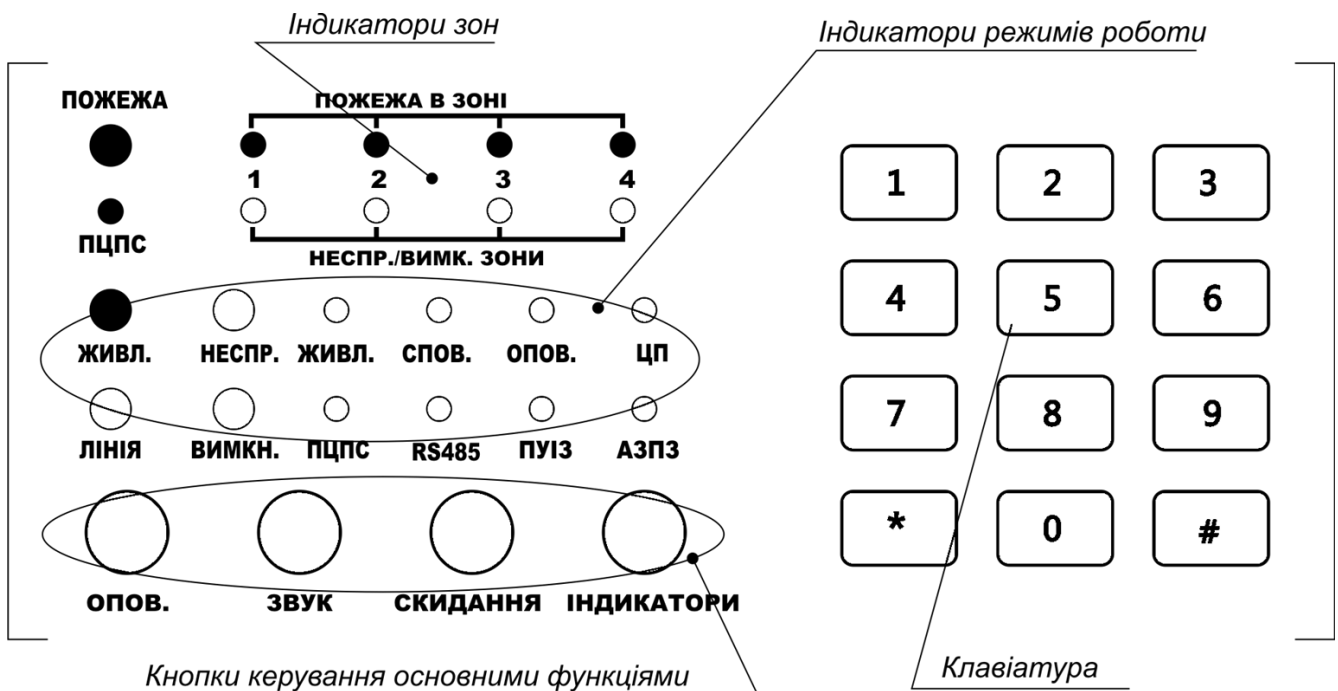 Індикатори зон
Індикатори режимів роботи
ПОЖЕЖА
ПОЖЕЖА В ЗОНІ
1 2 3 4
ПЦПС
НЕСПР./ВИМК. ЗОНИ
ЖИВЛ. НЕСПР. ЖИВЛ. СПОВ. ОПОВ. ЦП
ЛІНІЯ ВИМКН. ПЦПС RS485 ПУІЗ АЗПЗ
ОПОВ. ЗВУК СКИДАННЯ ІНДИКАТОРИ
1 2 3
4 5 6
7 8 9
* 0 #
Кнопки керування основними функціями
Клавіатура